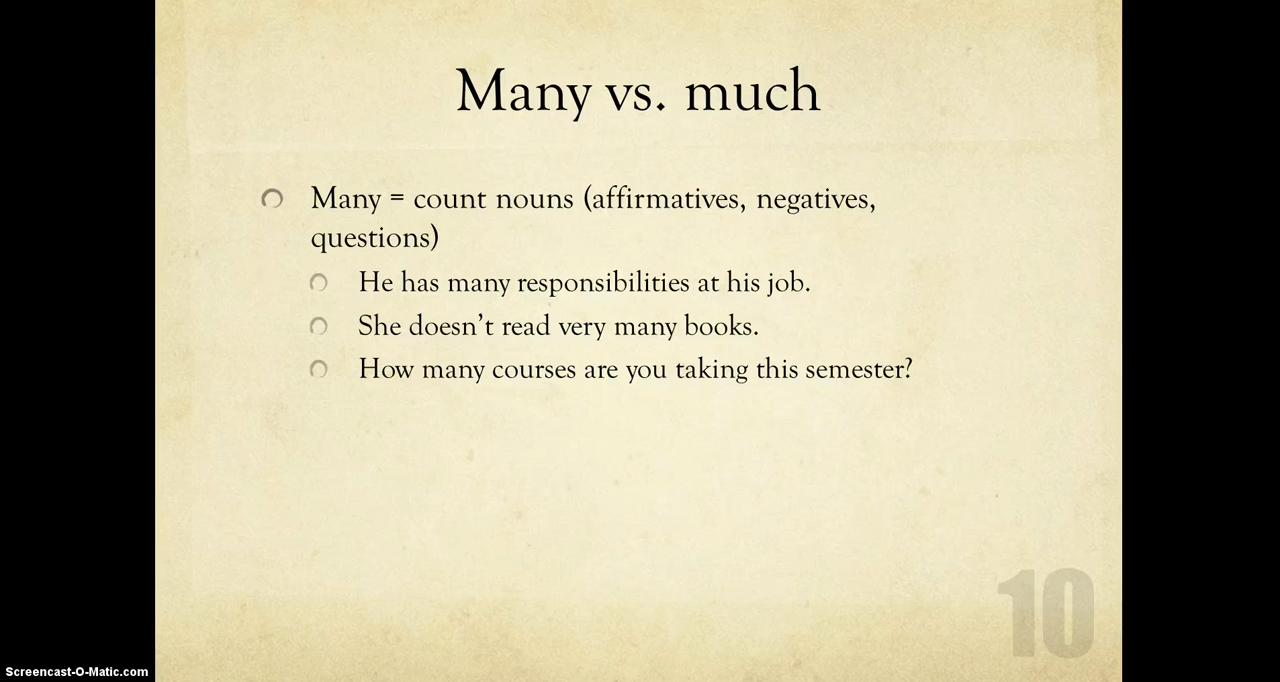 Many vs. much
Many = count nouns (affirmatives, negatives,
questions)
He has many responsibilities at his job.
She doesn’t read very many books.
How many courses are you taking this semester?
10
Screencast-O-Matic.com